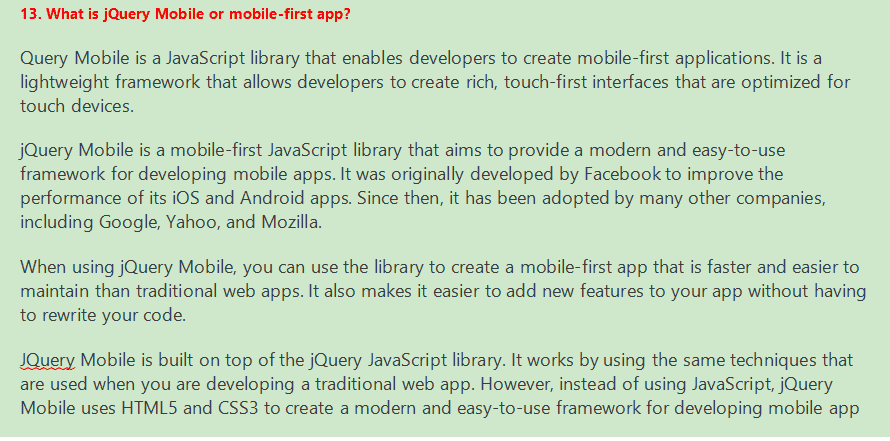 13. What is jQuery Mobile or mobile-first app?
Query Mobile is a JavaScript library that enables developers to create mobile-first applications. It is a
lightweight framework that allows developers to create rich, touch-first interfaces that are optimized for
touch devices.
jQuery Mobile is a mobile-first JavaScript library that aims to provide a modern and easy-to-use
framework for developing mobile apps. It was originally developed by Facebook to improve the
performance of its iOS and Android apps. Since then, it has been adopted by many other companies,
including Google, Yahoo, and Mozilla.
When using jQuery Mobile, you can use the library to create a mobile-first app that is faster and easier to
maintain than traditional web apps. It also makes it easier to add new features to your app without having
to rewrite your code.
JQuery Mobile is built on top of the jQuery JavaScript library. It works by using the same techniques that
are used when you are developing a traditional web app. However, instead of using JavaScript, jQuery
Mobile uses HTML5 and CSS3 to create a modern and easy-to-use framework for developing mobile app